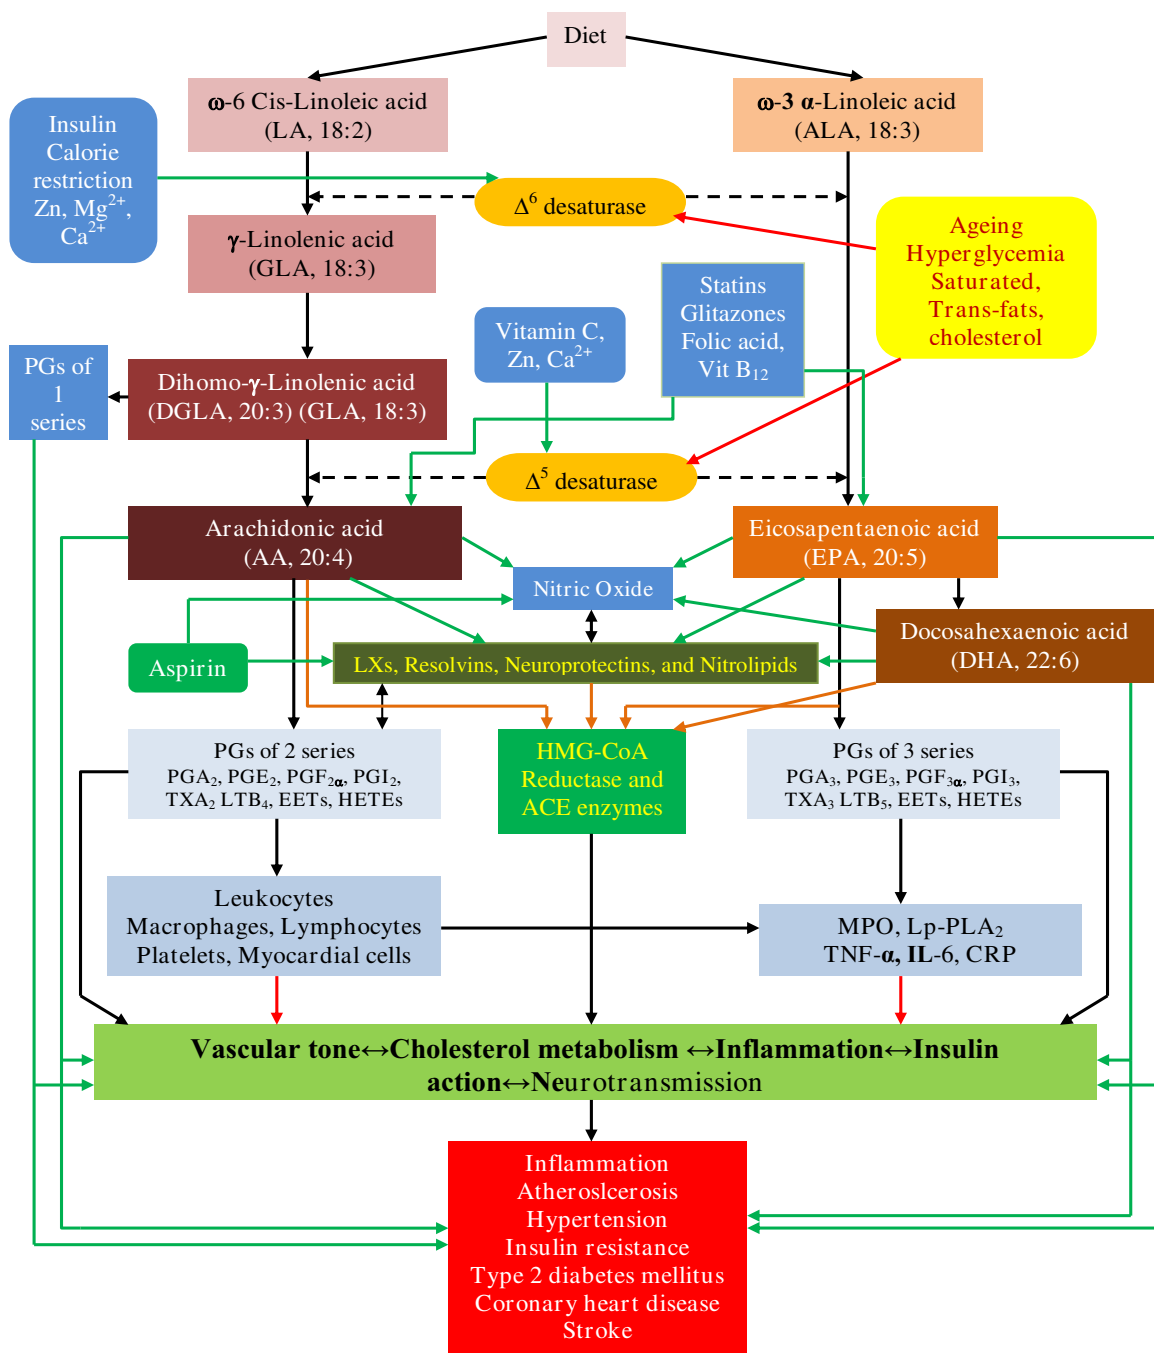 Diet
ω-6 Cis-Linoleic acid
(LA, 18:2)
ω-3 α-Linoleic acid
(ALA, 18:3)
Insulin
Calorie
restriction
Zn, Mg²⁺,
Ca²⁺
Δ⁶ desaturase
γ-Linolenic acid
(GLA, 18:3)
Ageing
Hyperglycemia
Saturated,
Trans-fats,
cholesterol
Statins
Glitazones
Folic acid,
Vit B₁₂
Vitamin C,
Zn, Ca²⁺
PGs of
1
series
Dihomo-γ-Linolenic acid
(DGLA, 20:3) (GLA, 18:3)
Δ⁵ desaturase
Arachidonic acid
(AA, 20:4)
Eicosapentaenoic acid
(EPA, 20:5)
Nitric Oxide
Docosahexaenoic acid
(DHA, 22:6)
Aspirin
LXs, Resolvins, Neuroprotectins, and Nitrolipids
PGs of 2 series
PGA₂, PGE₂, PGF₂α, PGI₂,
TXA₂ LTB₄, EETs, HETEs
HMG-CoA
Reductase and
ACE enzymes
PGs of 3 series
PGA₃, PGE₃, PGF₃α, PGI₃,
TXA₃ LTB₅, EETs, HETEs
Leukocytes
Macrophages, Lymphocytes
Platelets, Myocardial cells
MPO, Lp-PLA₂
TNF-α, IL-6, CRP
Vascular tone↔Cholesterol metabolism ↔Inflammation↔Insulin
action↔Neurotransmission
Inflammation
Atheroslcerosis
Hypertension
Insulin resistance
Type 2 diabetes mellitus
Coronary heart disease
Stroke